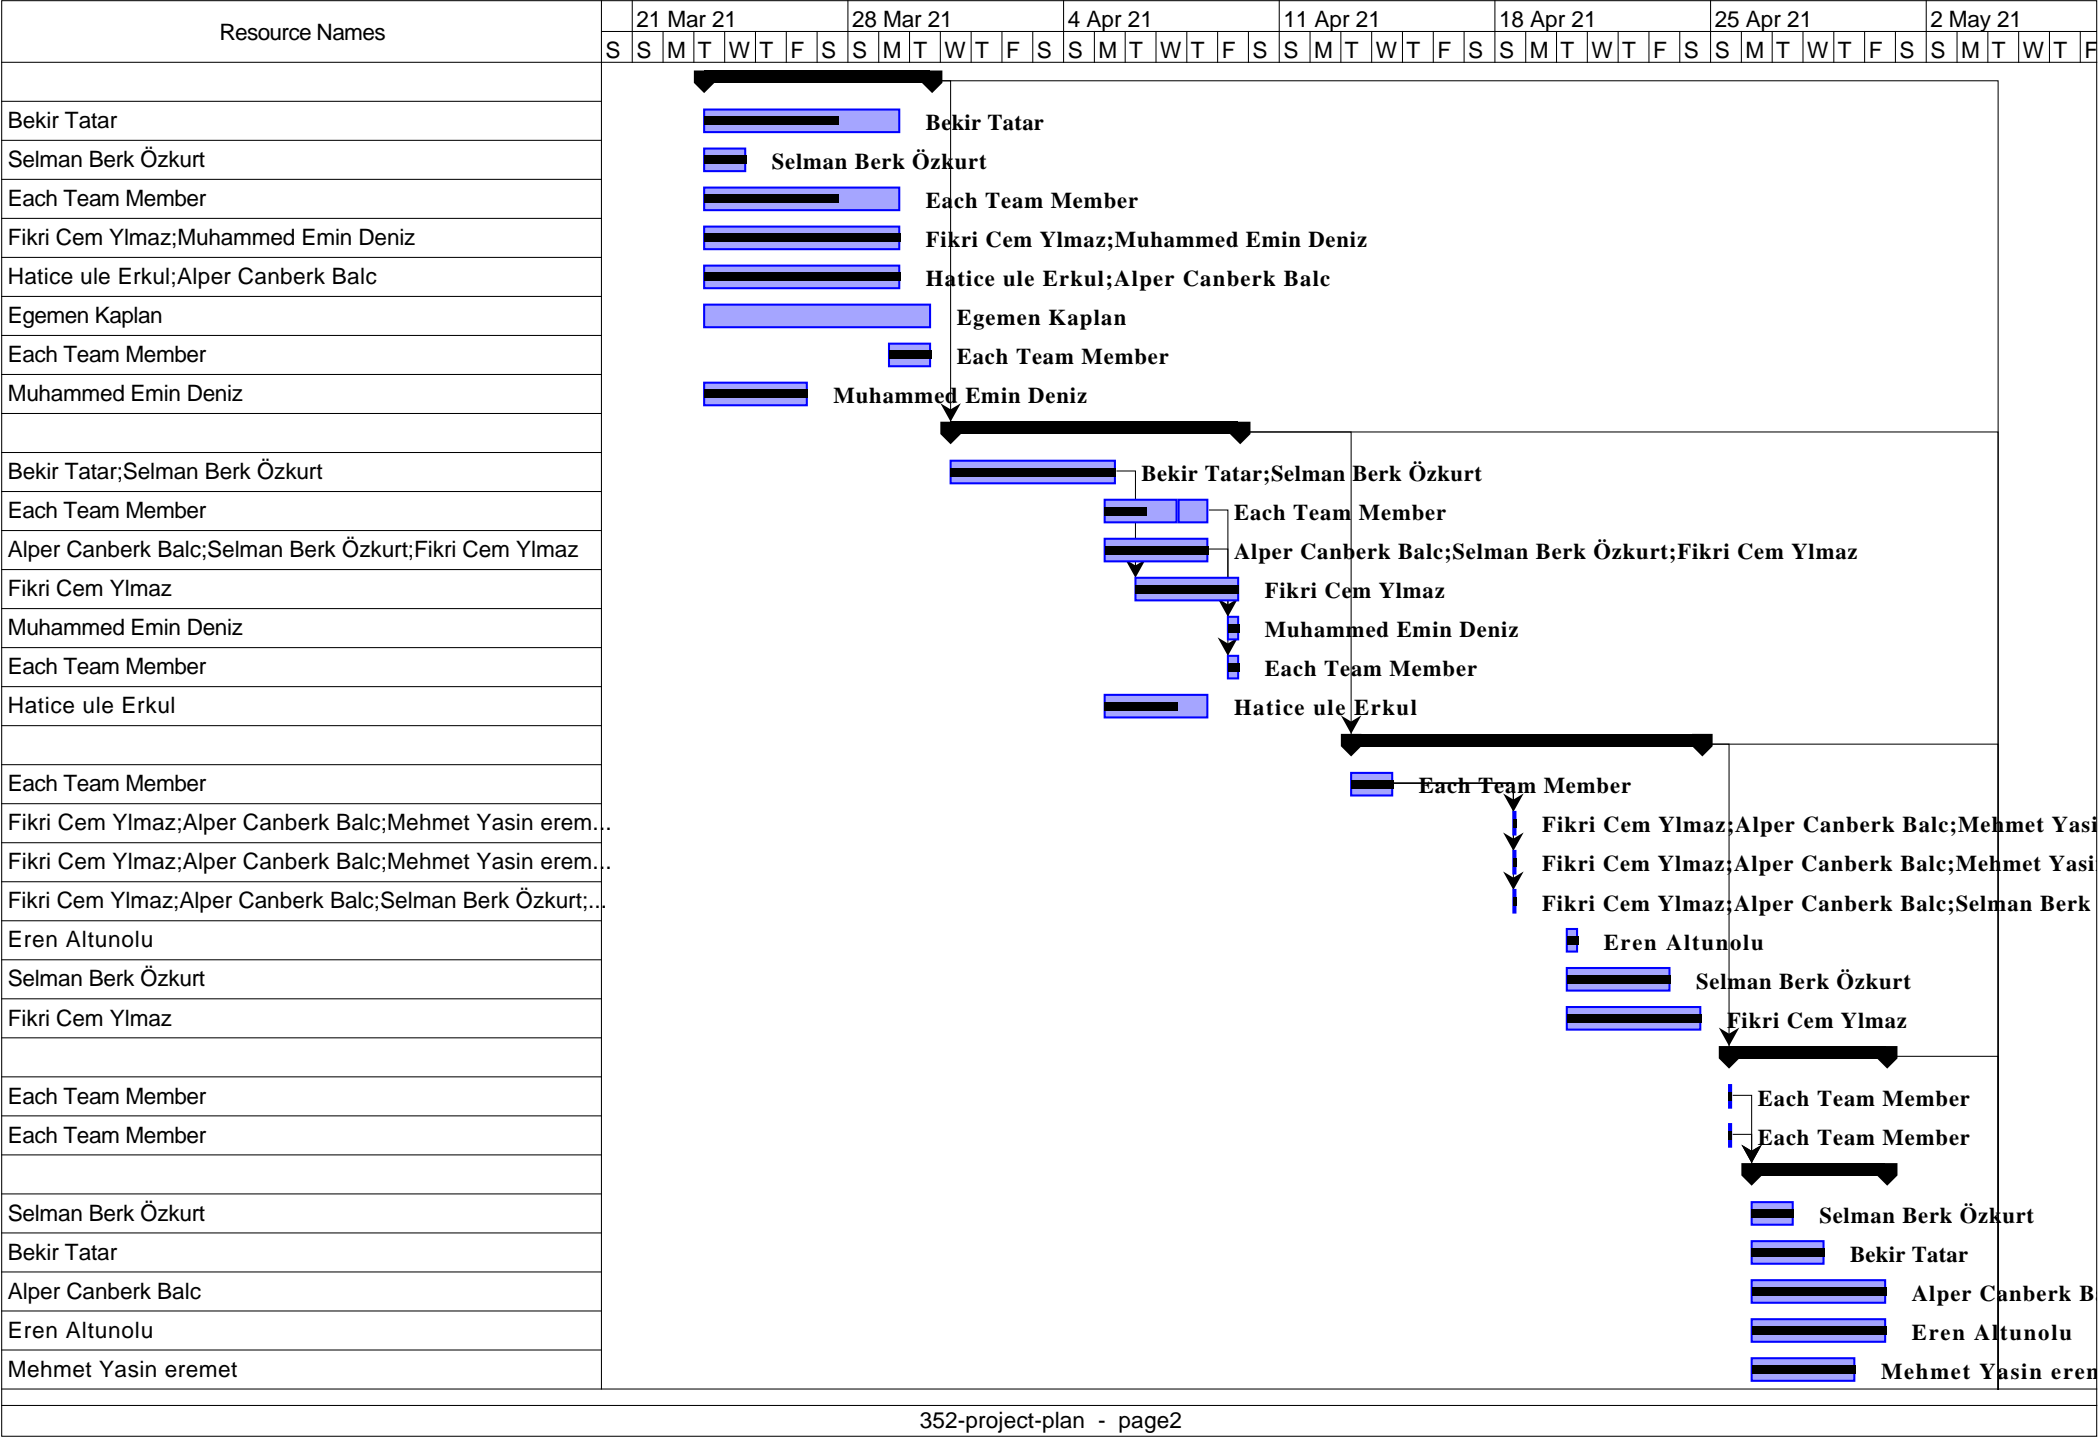 Resource Names
21 Mar 21 28 Mar 21 4 Apr 21 11 Apr 21 18 Apr 21 25 Apr 21 2 May 21
S S M T W T F S S M T W T F S S M T W T F S S M T W T F S S M T W T F S S M T W T F S S M T W T F
Bekir Tatar Bekir Tatar
Selman Berk Özkurt Selman Berk Özkurt
Each Team Member Each Team Member
Fikri Cem Ylmaz;Muhammed Emin Deniz Fikri Cem Ylmaz;Muhammed Emin Deniz
Hatice ule Erkul;Alper Canberk Balc Hatice ule Erkul;Alper Canberk Balc
Egemen Kaplan Egemen Kaplan
Each Team Member Each Team Member
Muhammed Emin Deniz Muhammed Emin Deniz
Bekir Tatar;Selman Berk Özkurt Bekir Tatar;Selman Berk Özkurt
Each Team Member Each Team Member
Alper Canberk Balc;Selman Berk Özkurt;Fikri Cem Ylmaz Alper Canberk Balc;Selman Berk Özkurt;Fikri Cem Ylmaz
Fikri Cem Ylmaz Fikri Cem Ylmaz
Muhammed Emin Deniz Muhammed Emin Deniz
Each Team Member Each Team Member
Hatice ule Erkul Hatice ule Erkul
Each Team Member Each Team Member
Fikri Cem Ylmaz;Alper Canberk Balc;Mehmet Yasin erem... Fikri Cem Ylmaz;Alper Canberk Balc;Mehmet Yasi
Fikri Cem Ylmaz;Alper Canberk Balc;Mehmet Yasin erem... Fikri Cem Ylmaz;Alper Canberk Balc;Mehmet Yasi
Fikri Cem Ylmaz;Alper Canberk Balc;Selman Berk Özkurt;... Fikri Cem Ylmaz;Alper Canberk Balc;Selman Berk
Eren Altunolu Eren Altunolu
Selman Berk Özkurt Selman Berk Özkurt
Fikri Cem Ylmaz Fikri Cem Ylmaz
Each Team Member Each Team Member
Each Team Member Each Team Member
Selman Berk Özkurt Selman Berk Özkurt
Bekir Tatar Bekir Tatar
Alper Canberk Balc Alper Canberk B
Eren Altunolu Eren Altunolu
Mehmet Yasin eremet Mehmet Yasin erem
352-project-plan - page2